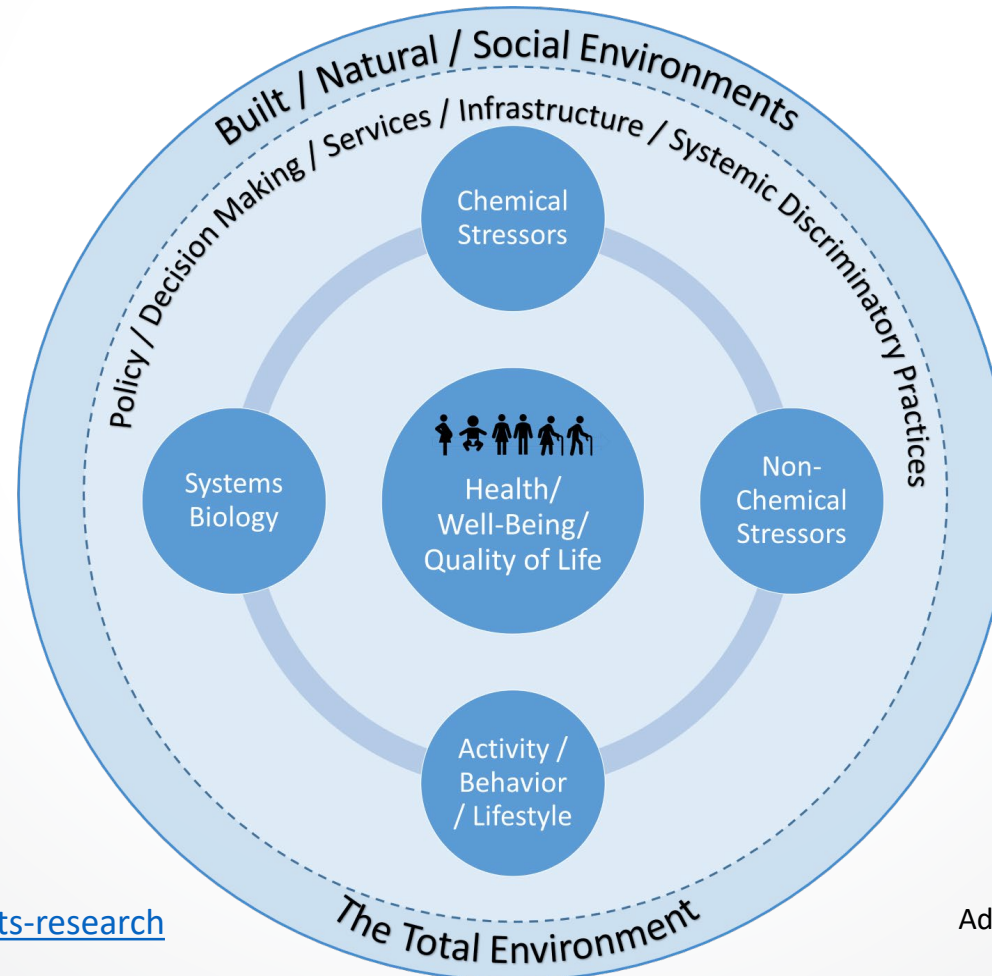 Built / Natural / Social Environments
Policy / Decision Making / Services / Infrastructure / Systemic Discriminatory Practices
Chemical
Stressors
Systems
Biology
Health/
Well-Being/
Quality of Life
Non-
Chemical
Stressors
Activity /
Behavior
/ Lifestyle
The Total Environment
ts-research
Ad